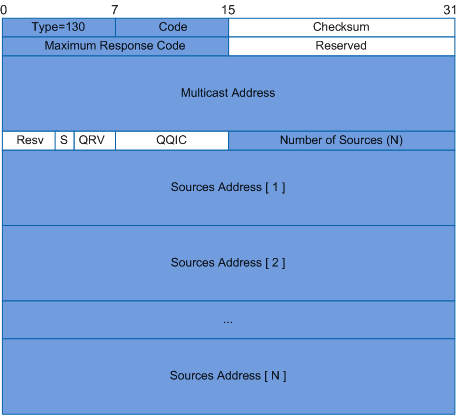 0 7 15 31
Type=130 Code Checksum
Maximum Response Code Reserved
Multicast Address
Resv S QRV QQIC Number of Sources (N)
Sources Address [ 1 ]
Sources Address [ 2 ]
...
Sources Address [ N ]